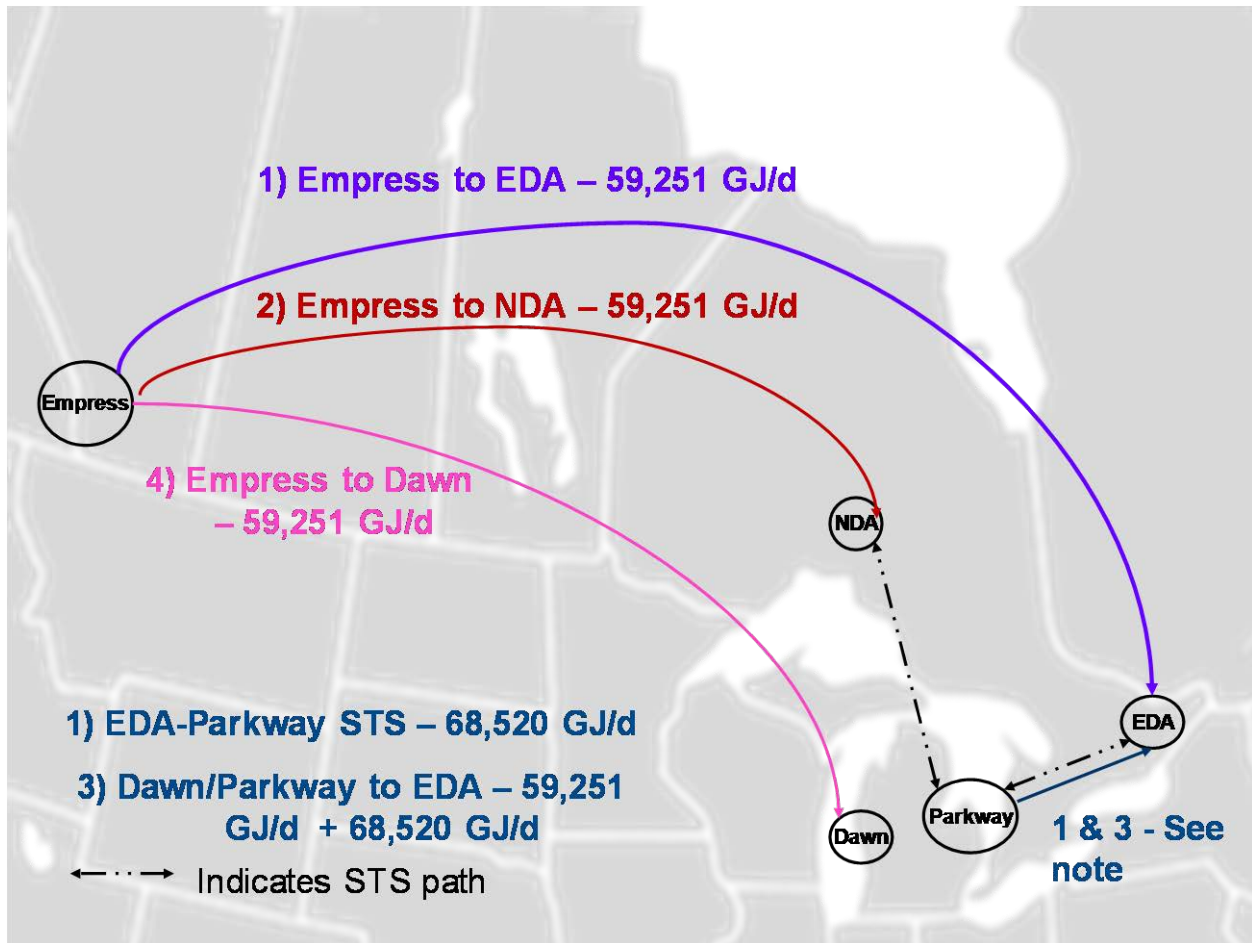 1) Empress to EDA – 59,251 GJ/d
2) Empress to NDA – 59,251 GJ/d
Empress
4) Empress to Dawn
– 59,251 GJ/d
NDA
1) EDA-Parkway STS – 68,520 GJ/d
EDA
3) Dawn/Parkway to EDA – 59,251
GJ/d + 68,520 GJ/d
Parkway
Dawn
1 & 3 - See
note
Indicates STS path